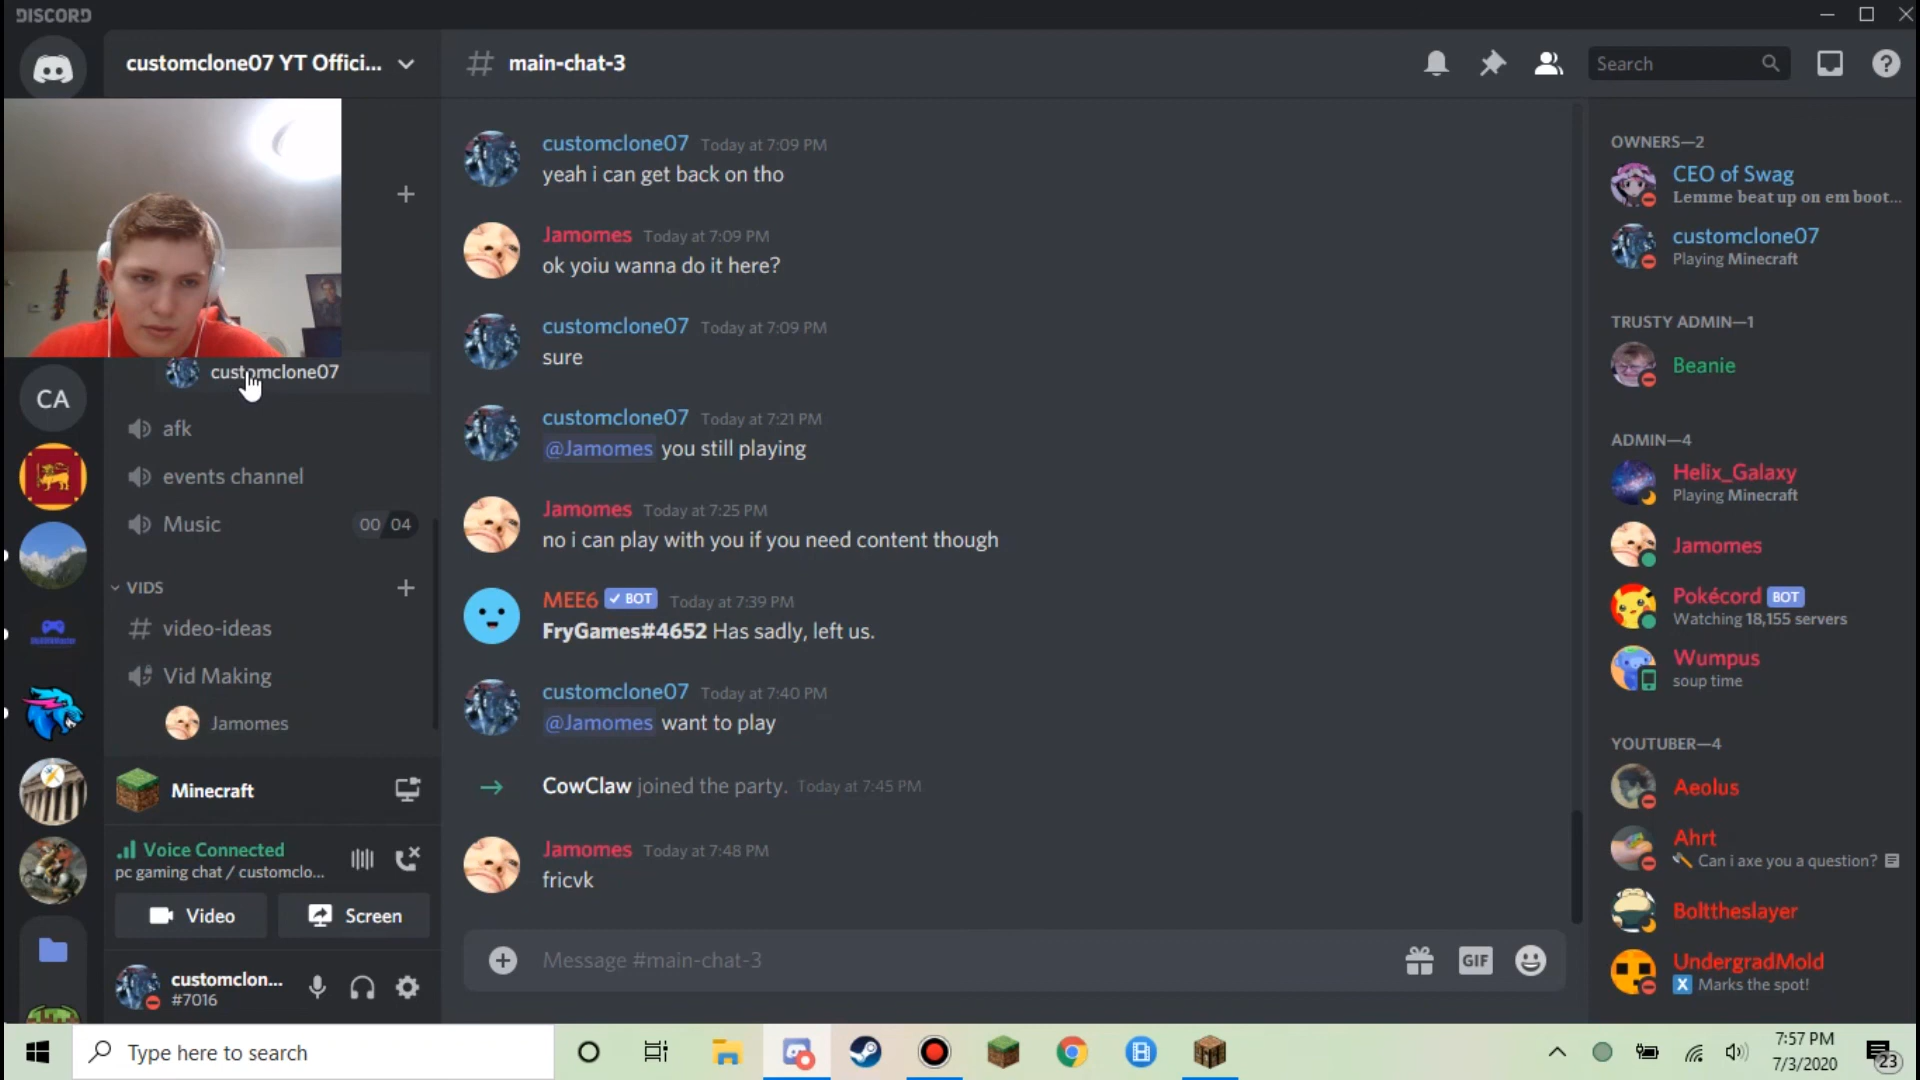 DISCORD
customclone07 YT Offici...
customclone07
afk
events channel
Music
00 04
VIDS
video-ideas
Vid Making
Jamomes
CA
Minecraft
Voice Connected
pc gaming chat / customclo...
Video
Screen
customclon...
#7016
main-chat-3
Search
customclone07 Today at 7:09 PM
yeah i can get back on tho
Jamomes Today at 7:09 PM
ok yoiu wanna do it here?
customclone07 Today at 7:09 PM
sure
customclone07 Today at 7:21 PM
@Jamomes you still playing
Jamomes Today at 7:25 PM
no i can play with you if you need content though
MEE6 BOT Today at 7:39 PM
FryGames#4652 Has sadly, left us.
customclone07 Today at 7:40 PM
@Jamomes want to play
CowClaw joined the party. Today at 7:45 PM
Jamomes Today at 7:48 PM
fricvk
Message #main-chat-3
GIF
OWNERS—2
CEO of Swag
Lemme beat up on em boot...
customclone07
Playing Minecraft
TRUSTY ADMIN—1
Beanie
ADMIN—4
Helix_Galaxy
Playing Minecraft
Jamomes
Pokécord BOT
Watching 18,155 servers
Wumpus
soup time
YOUTUBER—4
Aeolus
Ahrt
Can i axe you a question?
Bolttheslayer
UndergradMold
X Marks the spot!
Type here to search
7:57 PM
7/3/2020
23